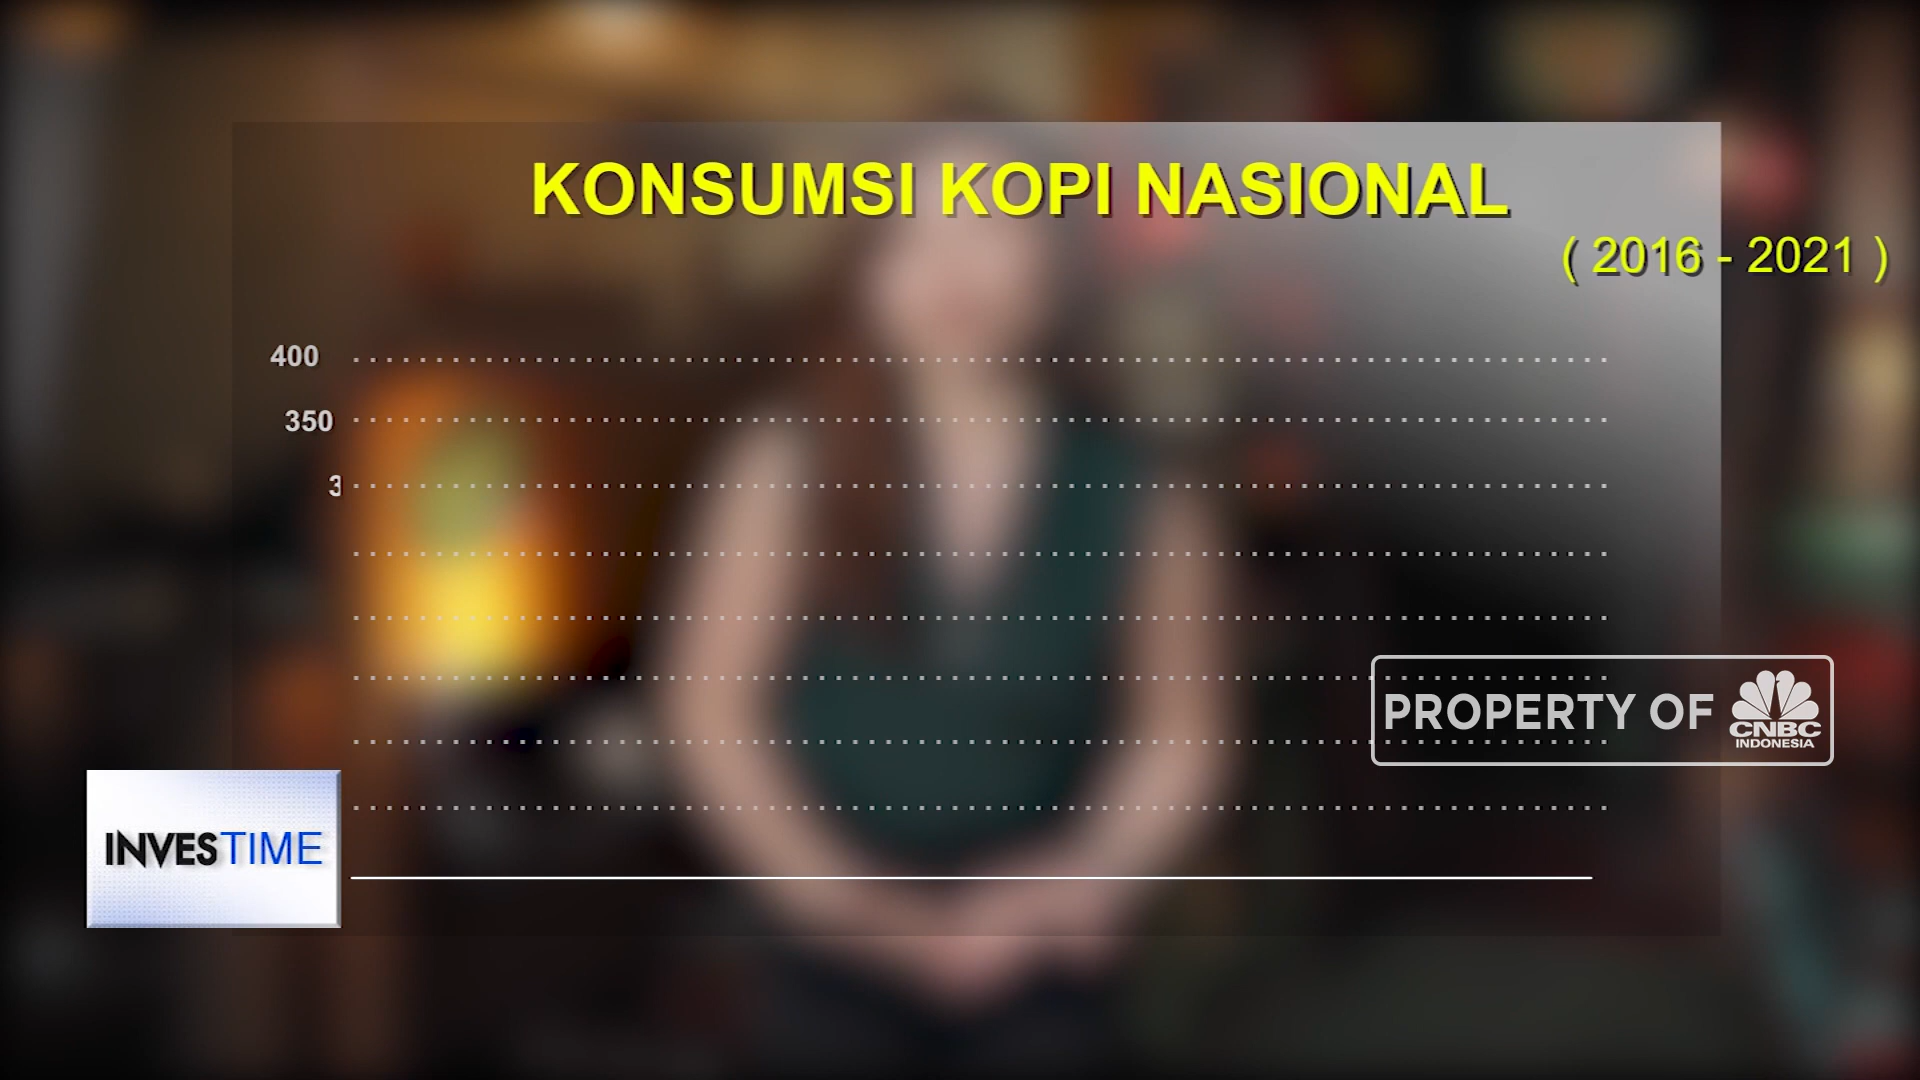 KONSUMSI KOPI NASIONAL
( 2016 - 2021 )
400
350
3
PROPERTY OF CNBC INDONESIA
INVESTIME